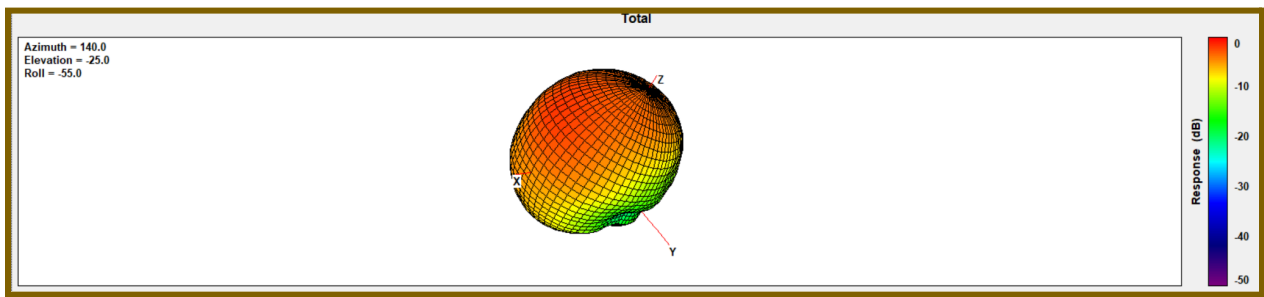 Total
Azimuth = 140.0
Elevation = -25.0
Roll = -55.0
Z
X
Y
Response (dB)
0
-10
-20
-30
-40
-50